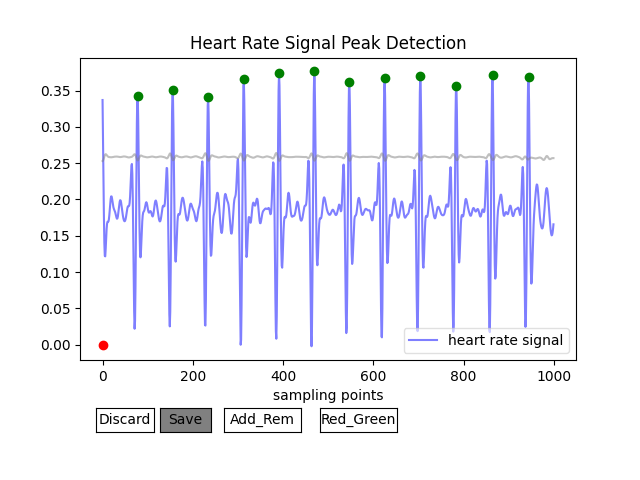 Heart Rate Signal Peak Detection
0.35
0.30
0.25
0.20
0.15
0.10
0.05
0.00
heart rate signal
0 200 400 600 800 1000
sampling points
Discard Save Add_Rem Red_Green